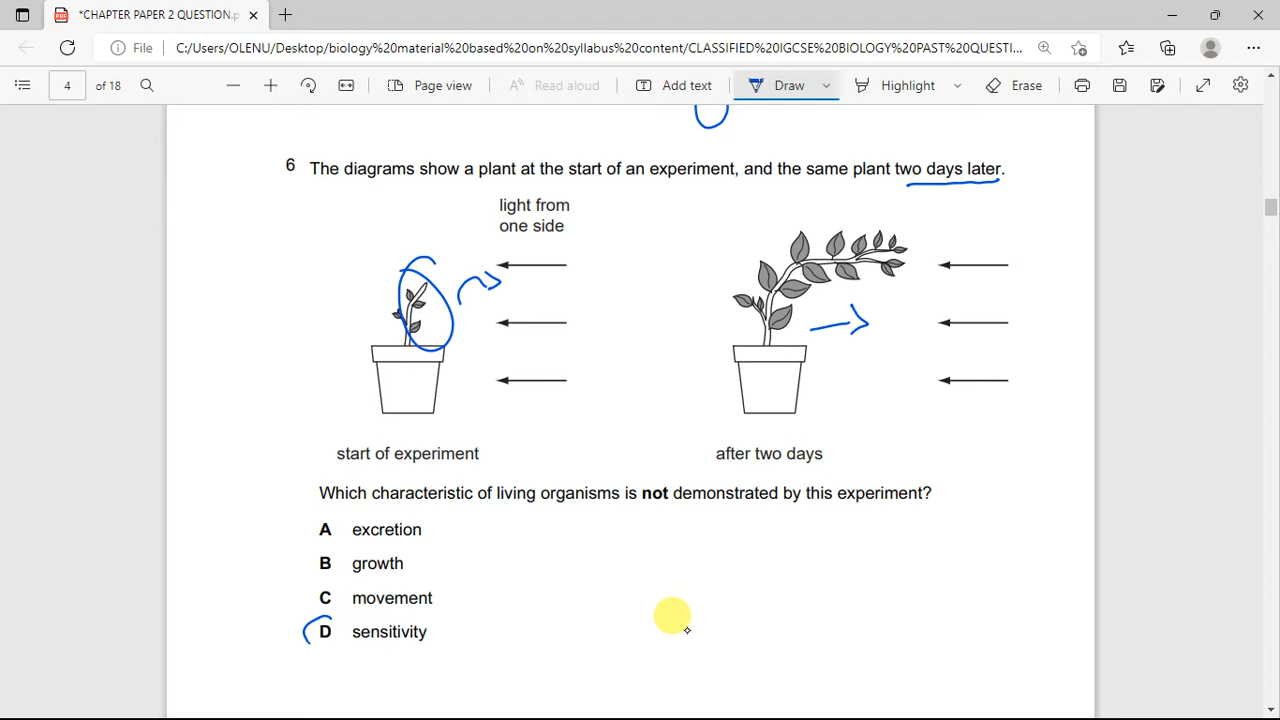 *CHAPTER PAPER 2 QUESTION.p
File
C:/Users/OLENU/Desktop/biology%20material%20based%20on%20syllabus%20content/CLASSIFIED%20IGCSE%20BIOLOGY%20PAST%20QUESTI...
4 of 18
Page view
Read aloud
Add text
Draw
Highlight
Erase
6 The diagrams show a plant at the start of an experiment, and the same plant two days later.
light from
one side
start of experiment
after two days
Which characteristic of living organisms is not demonstrated by this experiment?
A excretion
B growth
C movement
D sensitivity